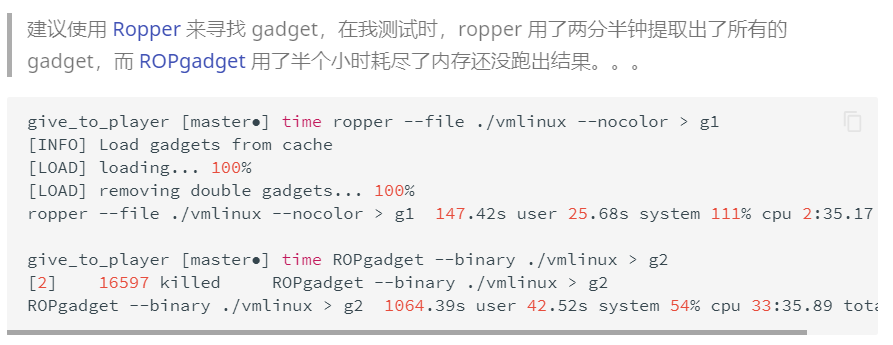 建议使用 Ropper 来寻找 gadget，在我测试时，ropper 用了两分半钟提取出了所有的
gadget，而 ROPgadget 用了半个小时耗尽了内存还没跑出结果。。。
give_to_player [master●] time ropper --file ./vmlinux --nocolor > g1
[INFO] Load gadgets from cache
[LOAD] loading... 100%
[LOAD] removing double gadgets... 100%
ropper --file ./vmlinux --nocolor > g1  147.42s user 25.68s system 111% cpu 2:35.17
give_to_player [master●] time ROPgadget --binary ./vmlinux > g2
[2]    16597 killed     ROPgadget --binary ./vmlinux > g2
ROPgadget --binary ./vmlinux > g2  1064.39s user 42.52s system 54% cpu 33:35.89 tota